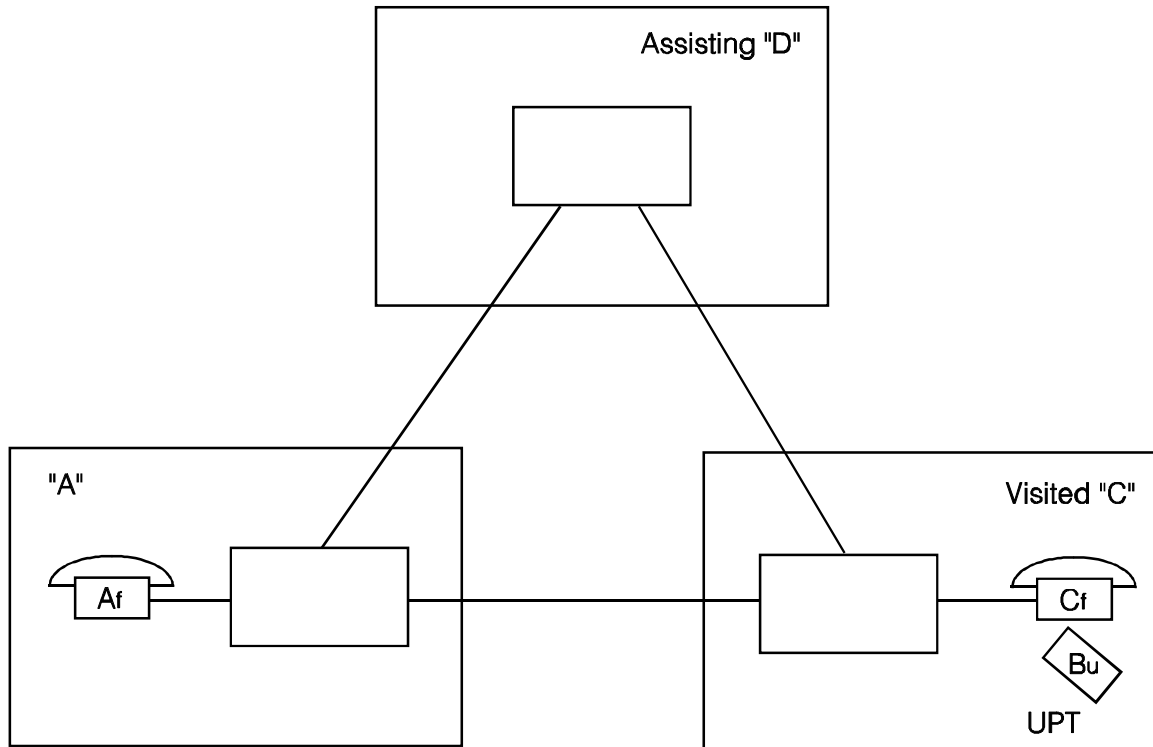 Assisting "D"
"A"
Visited "C"
Af
Cf
Bu
UPT